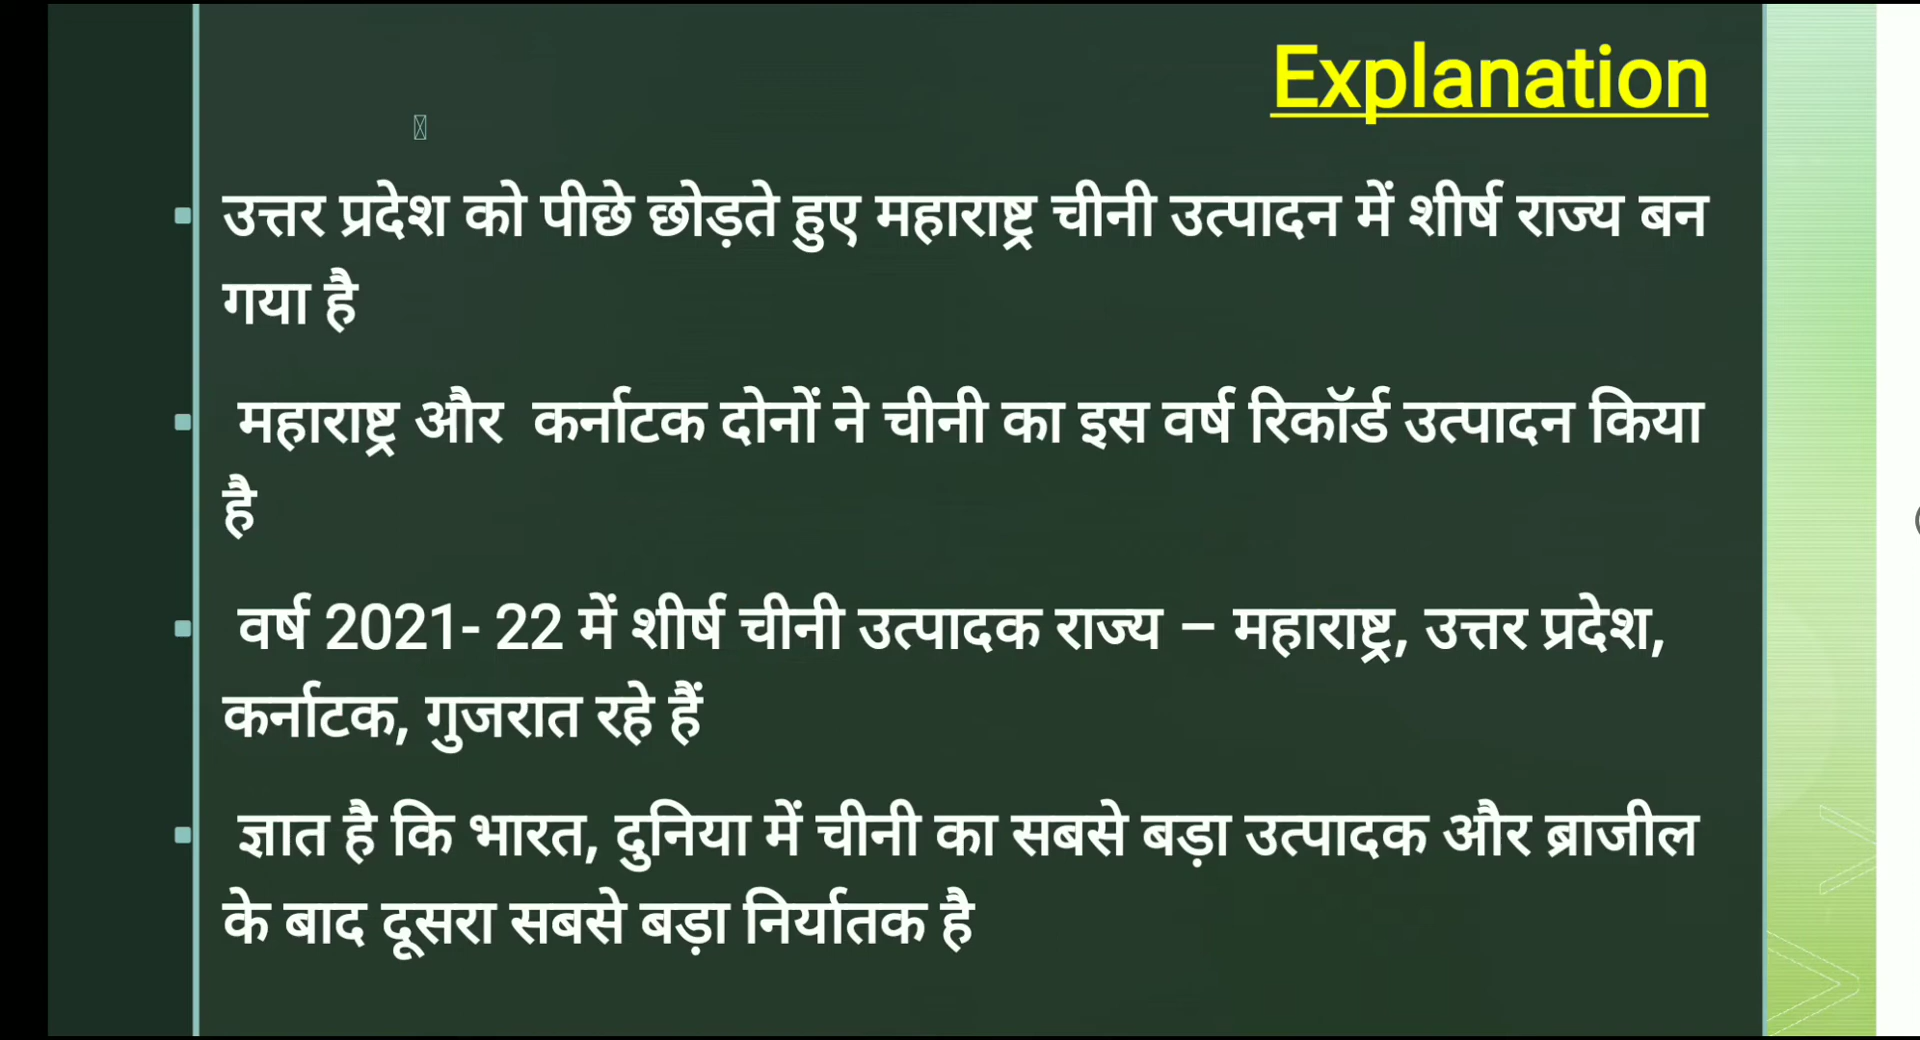 Explanation
उत्तर प्रदेश को पीछे छोड़ते हुए महाराष्ट्र चीनी उत्पादन में शीर्ष राज्य बन
गया है
महाराष्ट्र और कर्नाटक दोनों ने चीनी का इस वर्ष रिकॉर्ड उत्पादन किया
है
वर्ष 2021- 22 में शीर्ष चीनी उत्पादक राज्य – महाराष्ट्र, उत्तर प्रदेश,
कर्नाटक, गुजरात रहे हैं
ज्ञात है कि भारत, दुनिया में चीनी का सबसे बड़ा उत्पादक और ब्राजील
के बाद दूसरा सबसे बड़ा निर्यातक है